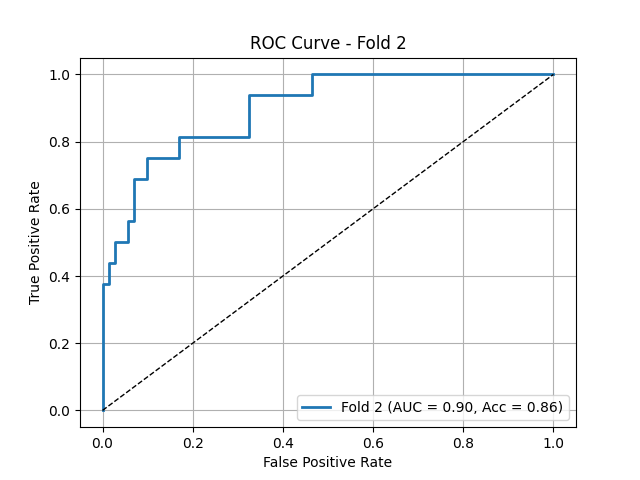 ROC Curve - Fold 2
True Positive Rate
1.0
0.8
0.6
0.4
0.2
0.0
Fold 2 (AUC = 0.90, Acc = 0.86)
0.0 0.2 0.4 0.6 0.8 1.0
False Positive Rate